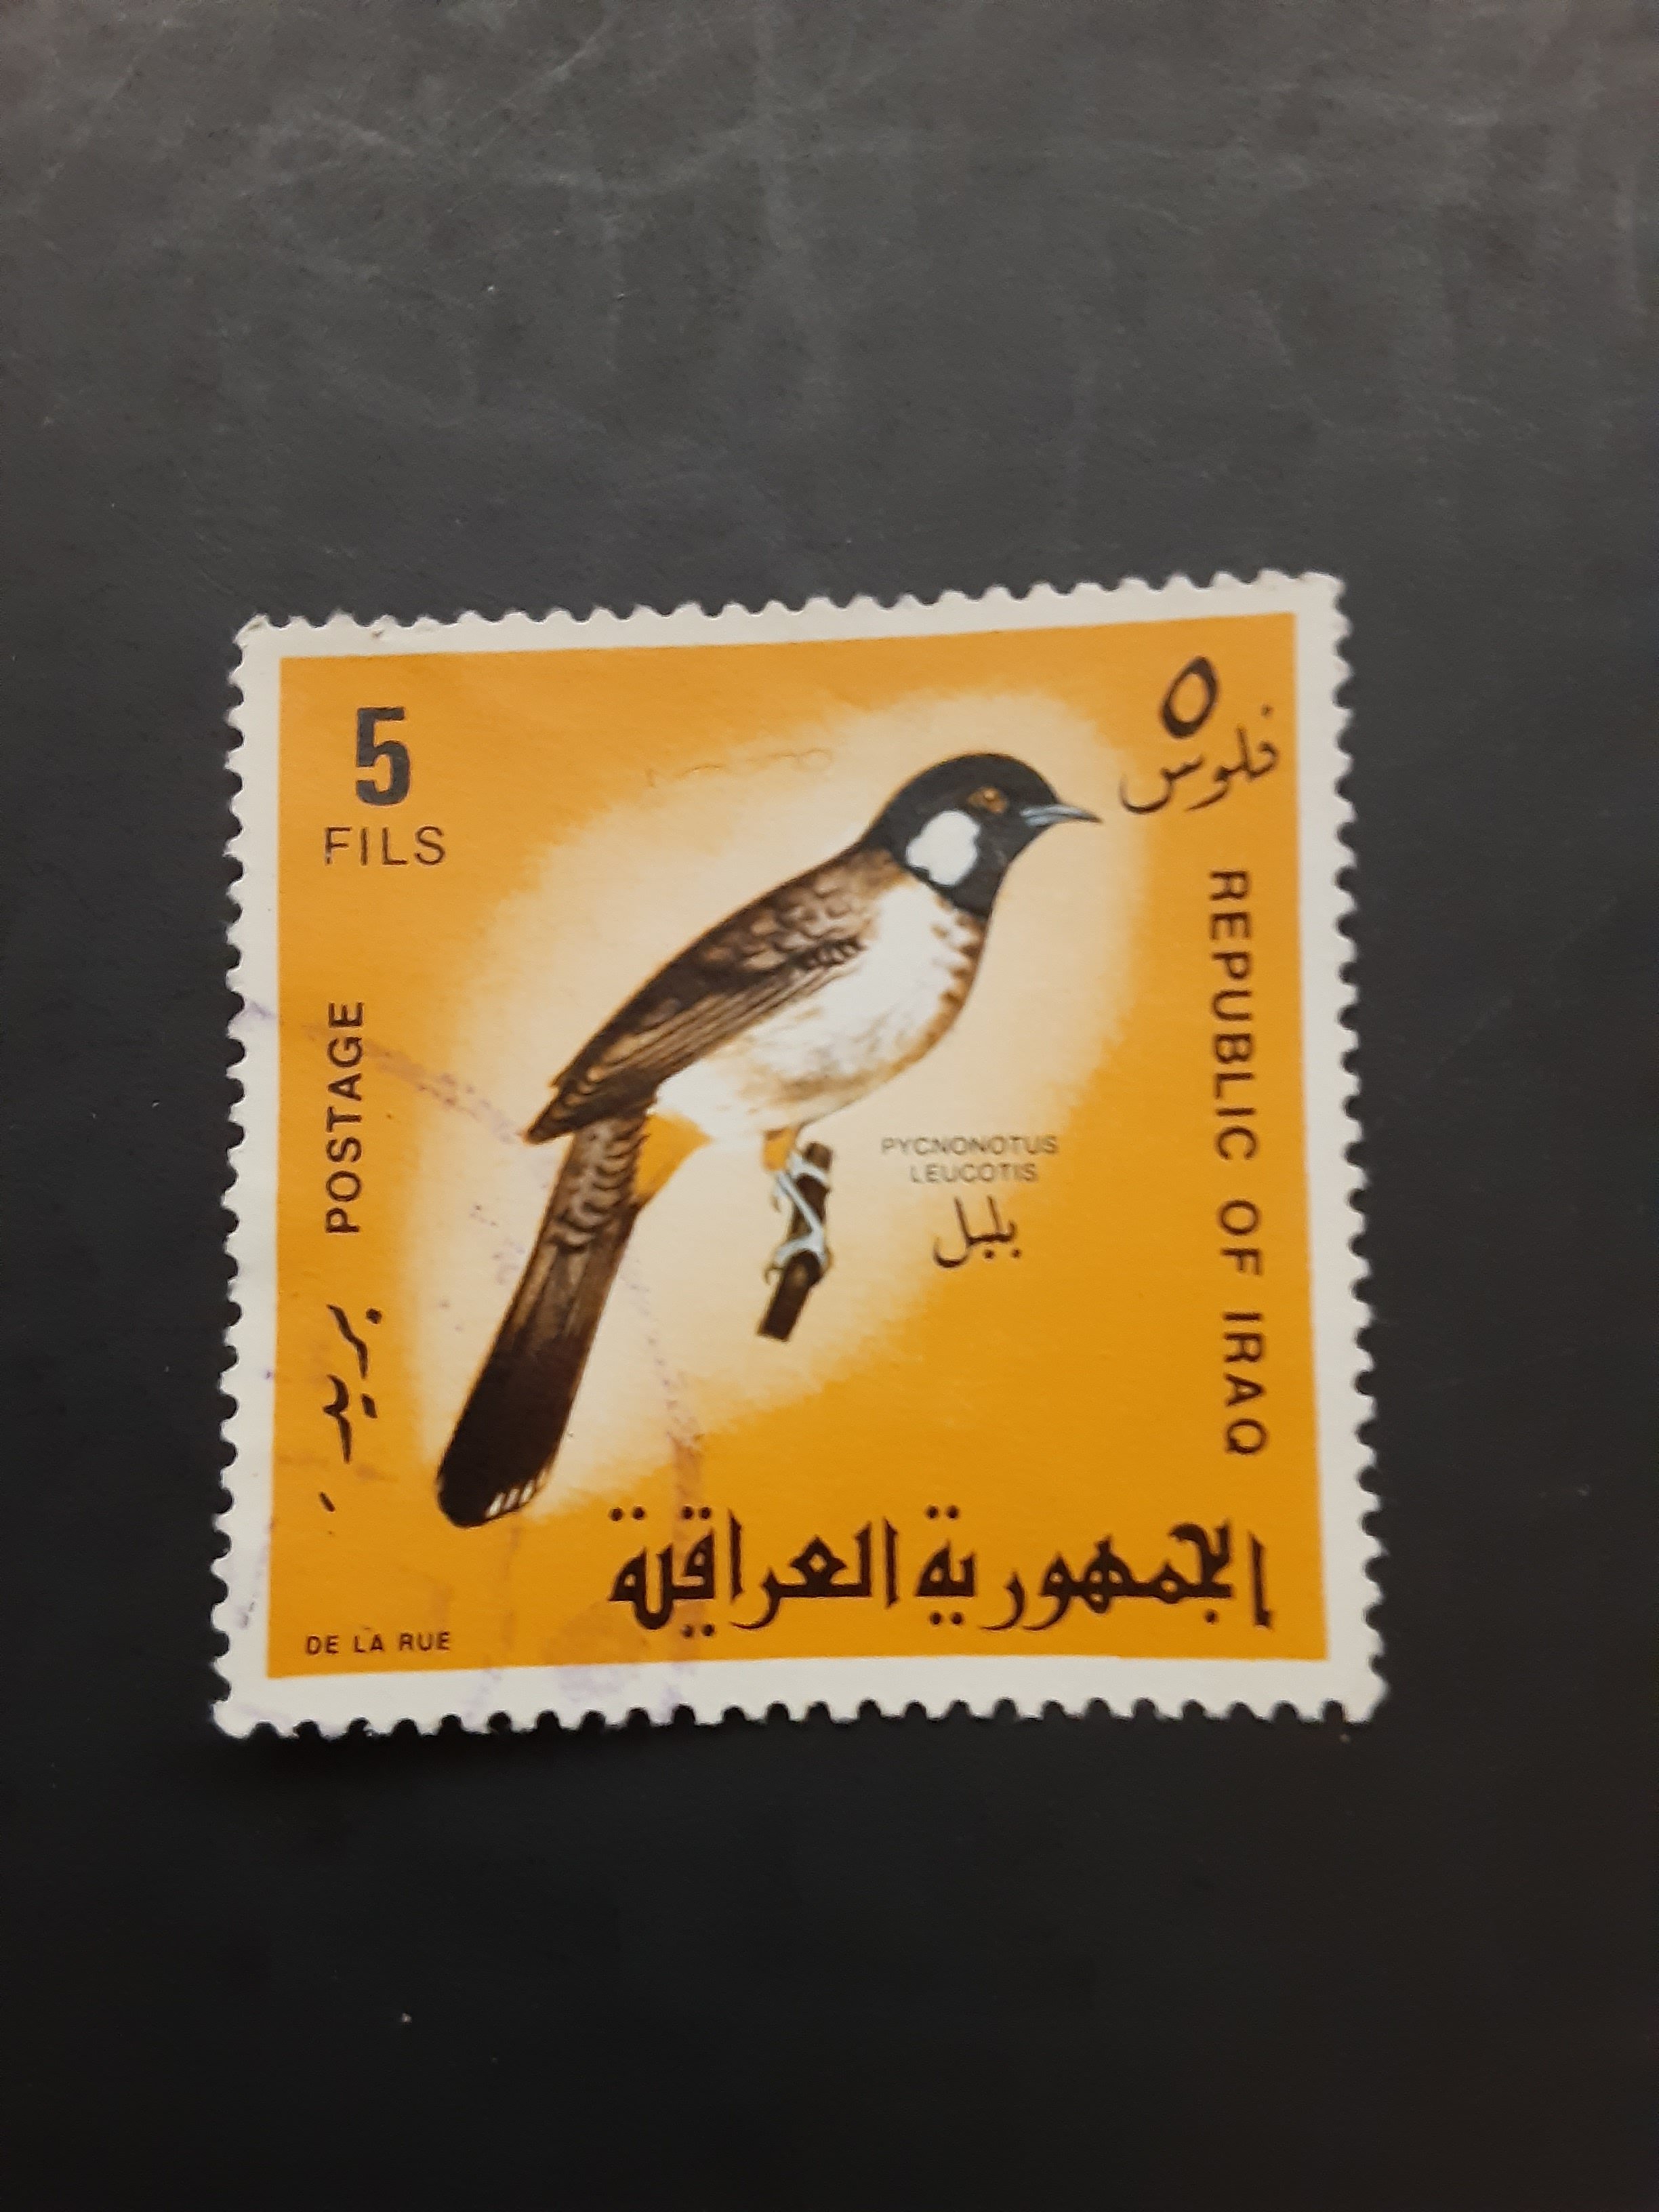 5
FILS
٥
فلوس
REPUBLIC OF IRAQ
POSTAGE
بريد
PYCNONOTUS
LEUCOTIS
بلبل
الجمهورية العراقية
DE LA RUE